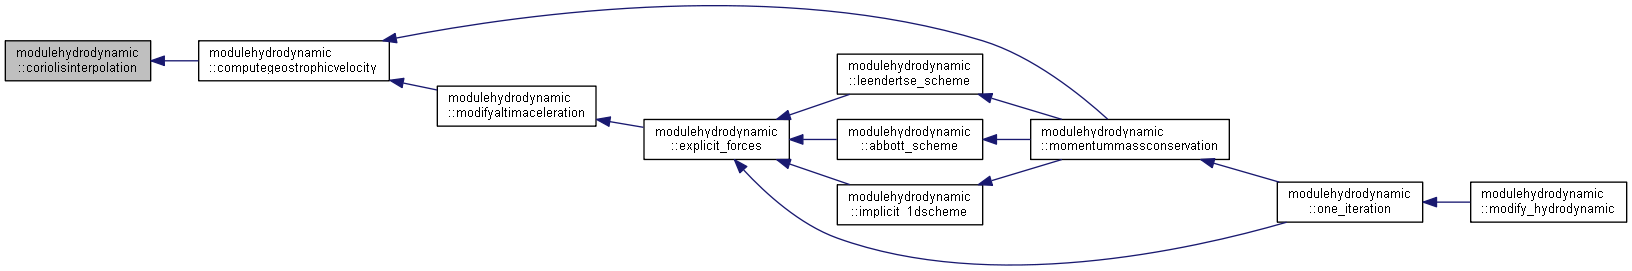 modulehydrodynamic
::coriolisinterpolation
modulehydrodynamic
::computegeostrophicvelocity
modulehydrodynamic
::modifyaltimaceleration
modulehydrodynamic
::explicit_forces
modulehydrodynamic
::leendertse_scheme
modulehydrodynamic
::abbott_scheme
modulehydrodynamic
::implicit_1dscheme
modulehydrodynamic
::momentummassconservation
modulehydrodynamic
::one_iteration
modulehydrodynamic
::modify_hydrodynamic